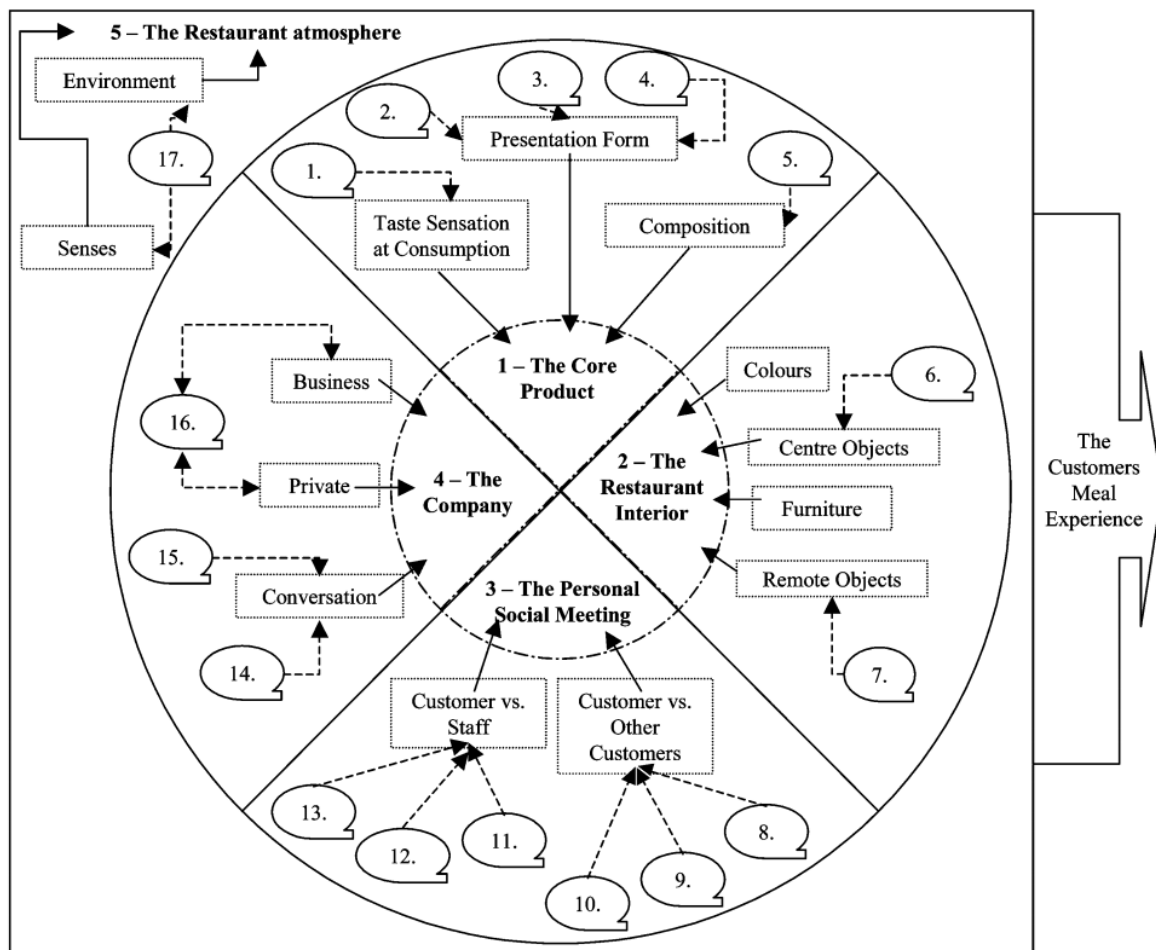 5 – The Restaurant atmosphere
Environment
17.
Senses
1.
2.
3.
4.
5.
Presentation Form
Taste Sensation
at Consumption
Composition
1 – The Core
Product
Business
16.
Private
4 – The
Company
15.
Conversation
14.
Colours
6.
Centre Objects
2 – The
Restaurant
Interior
Furniture
Remote Objects
7.
3 – The Personal
Social Meeting
Customer vs.
Staff
Customer vs.
Other
Customers
13.
12.
11.
10.
9.
8.
The
Customers
Meal
Experience